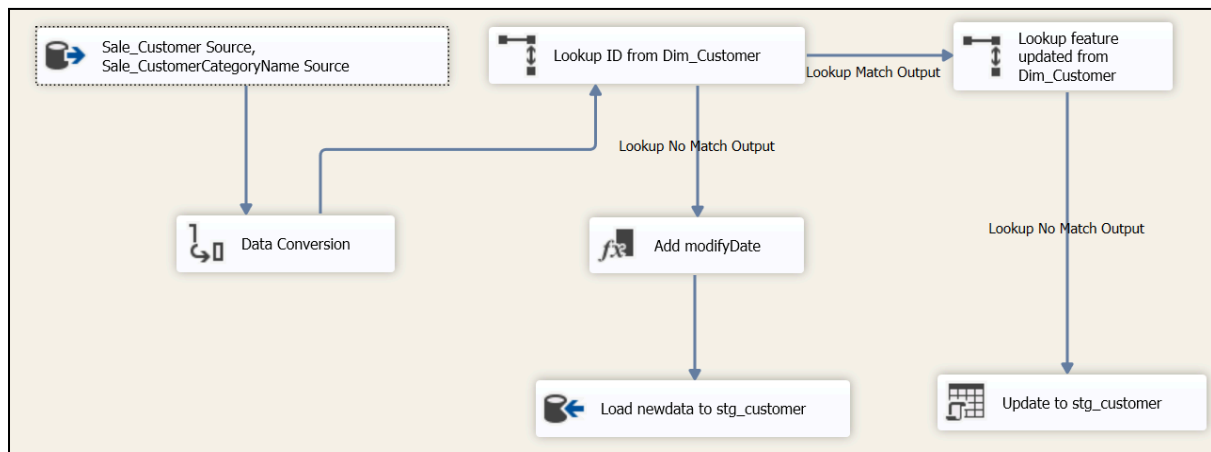 Sale_Customer Source,
Sale_CustomerCategoryName Source
Lookup ID from Dim_Customer
Lookup Match Output
Lookup feature
updated from
Dim_Customer
Lookup No Match Output
Data Conversion
fx
Add modifyDate
Lookup No Match Output
Load newdata to stg_customer
Update to stg_customer